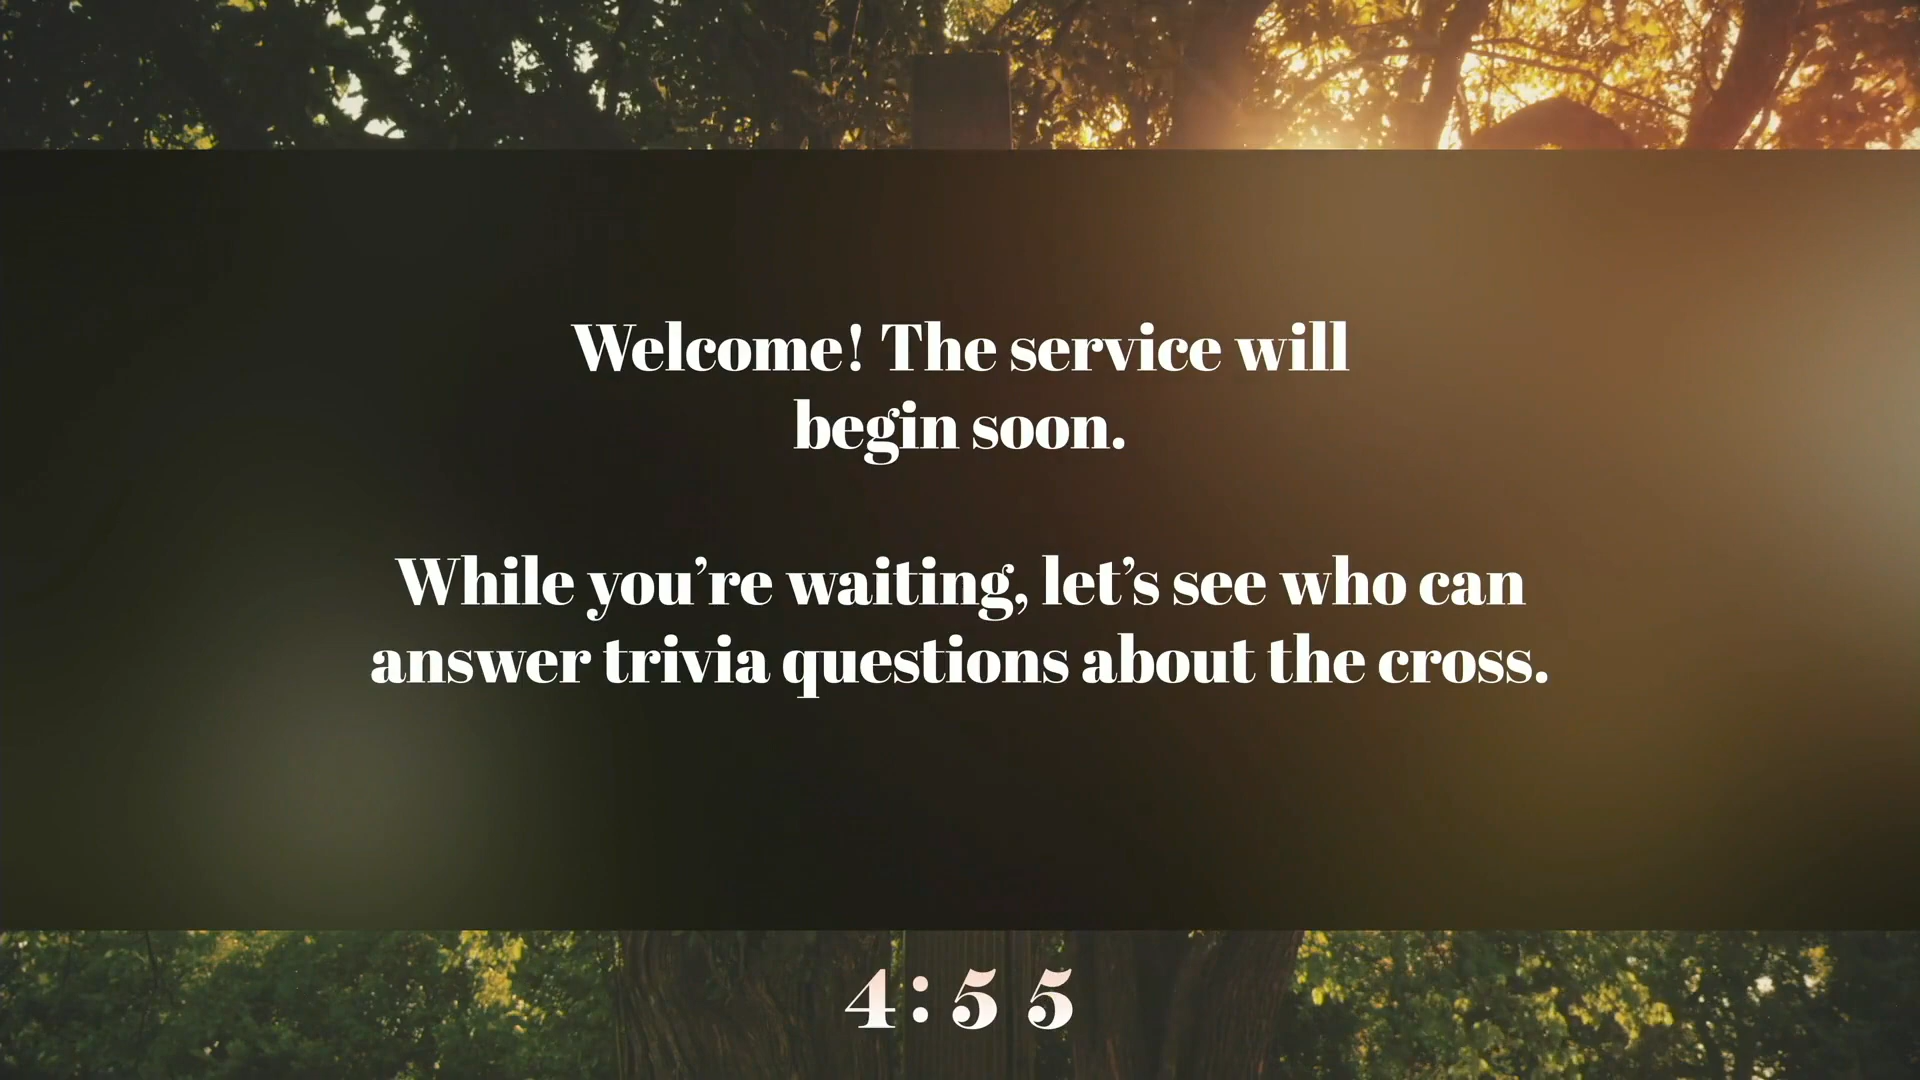 Welcome! The service will
begin soon.
While you’re waiting, let’s see who can
answer trivia questions about the cross.
4:55